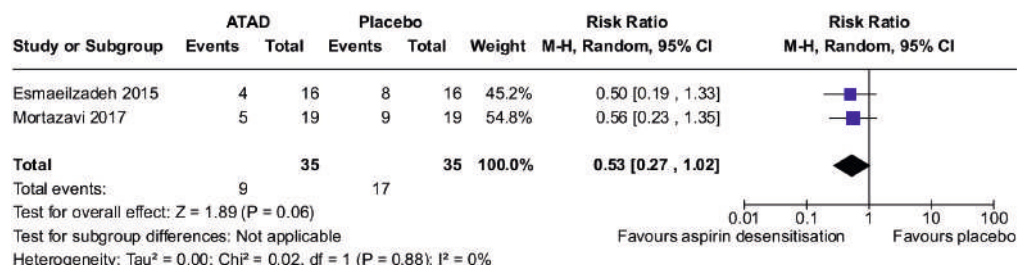 ATAD Placebo Risk Ratio Risk Ratio
Study or Subgroup Events Total Events Total Weight M-H, Random, 95% CI M-H, Random, 95% CI
Esmaeilzadeh 2015 4 16 8 16 45.2% 0.50 [0.19 , 1.33]
Mortazavi 2017 5 19 9 19 54.8% 0.56 [0.23 , 1.35]
Total 35 35 100.0% 0.53 [0.27 , 1.02]
Total events: 9 17
Test for overall effect: Z = 1.89 (P = 0.06)
0.01 0.1 1 10 100
Test for subgroup differences: Not applicable
Favours aspirin desensitisation Favours placebo
Heterogeneity: Tau² = 0.00; Chi² = 0.02, df = 1 (P = 0.88); I² = 0%